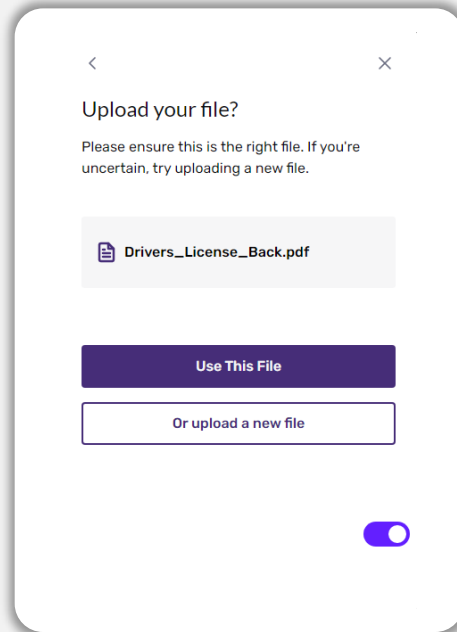 Upload your file?
Please ensure this is the right file. If you're
uncertain, try uploading a new file.
Drivers_License_Back.pdf
Use This File
Or upload a new file